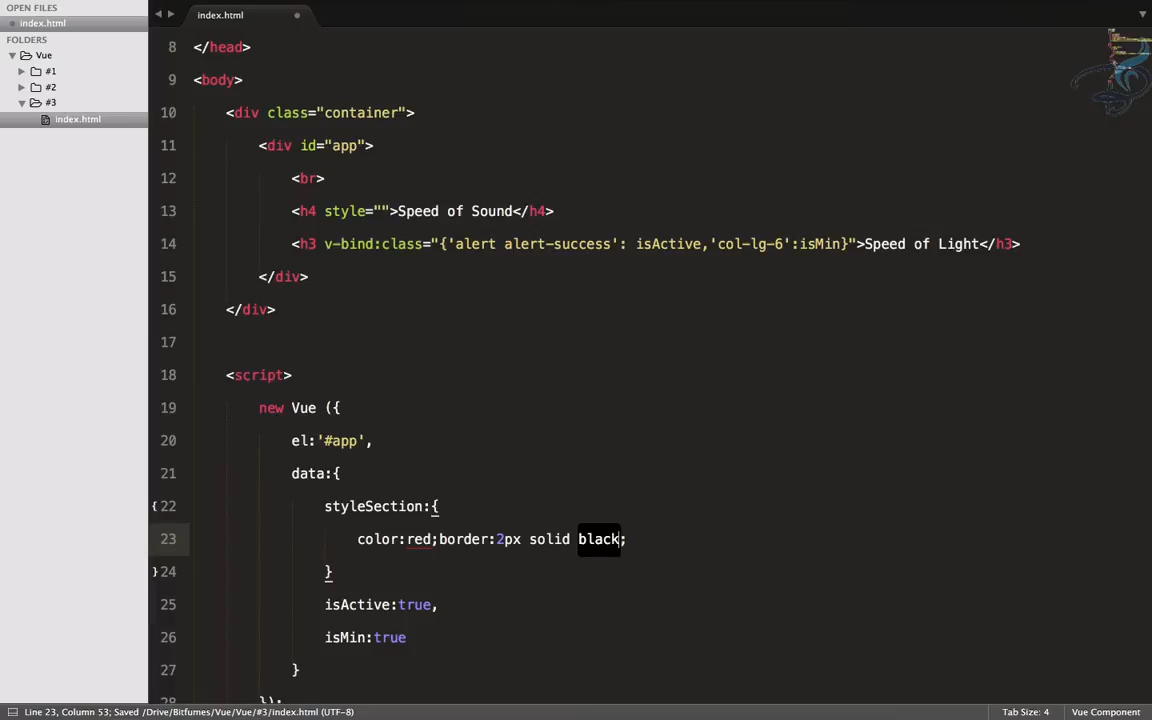 OPEN FILES
index.html
FOLDERS
Vue
#1
#2
#3
index.html
index.html
8 </head>
9 <body>
10 <div class="container">
11 <div id="app">
12 <br>
13 <h4 style="">Speed of Sound</h4>
14 <h3 v-bind:class="{'alert alert-success': isActive,'col-lg-6':isMin}">Speed of Light</h3>
15 </div>
16 </div>
17
18 <script>
19 new Vue ({
20 el:'#app',
21 data:{
{ 22 styleSection:{
23 color:red;border:2px solid black;
} 24 }
25 isActive:true,
26 isMin:true
27 }
28 });
Line 23, Column 53; Saved /Drive/Bitfumes/Vue/Vue/#3/index.html (UTF-8)
Tab Size: 4
Vue Component